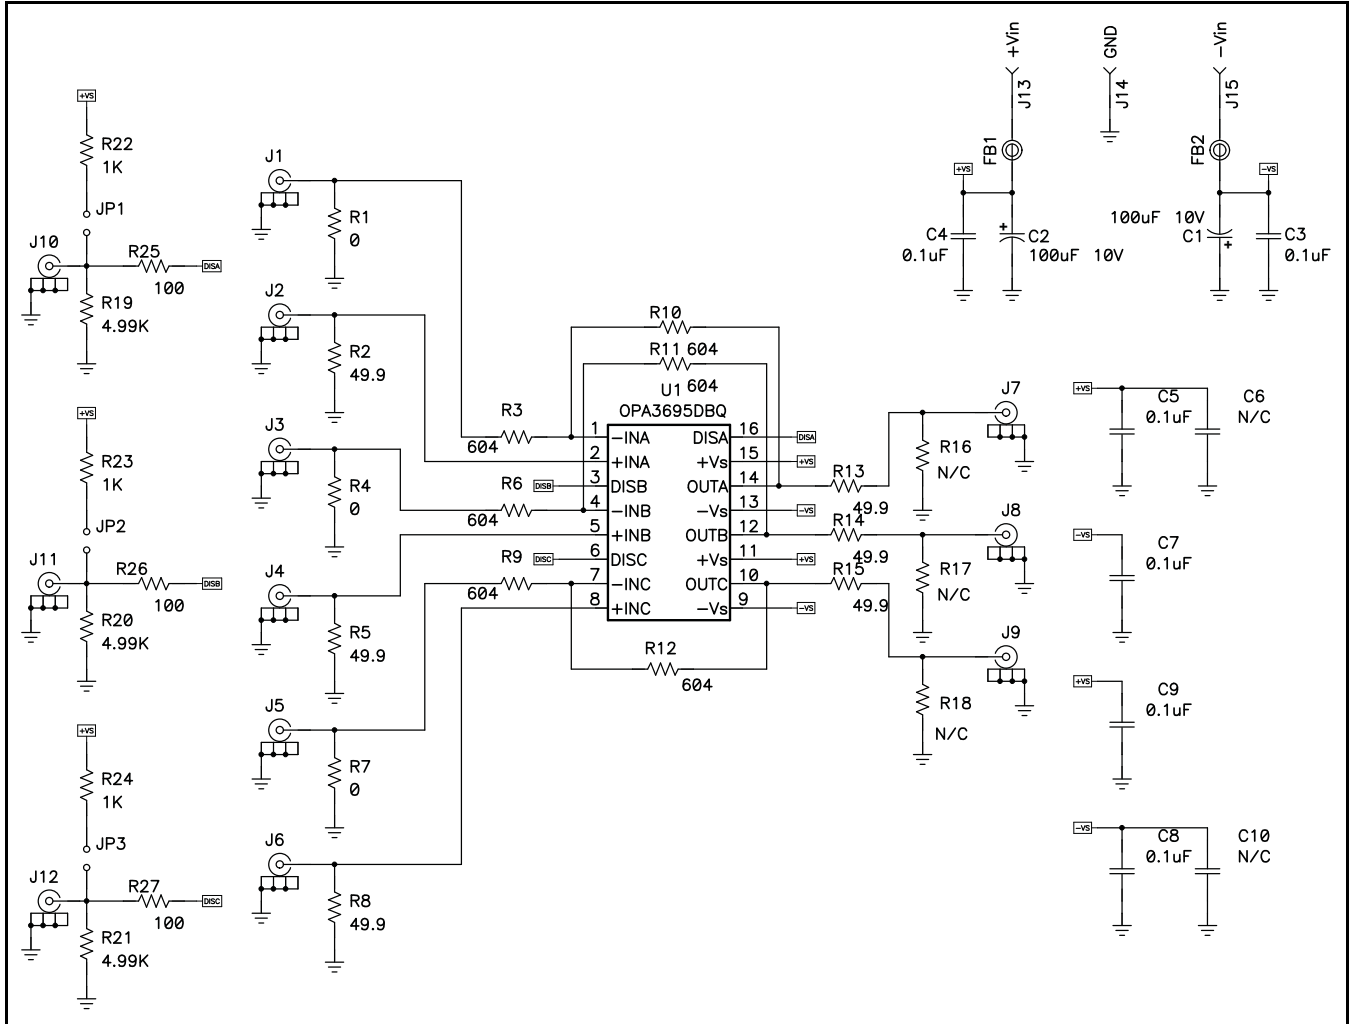 +Vin
GND
−Vin
J13
J14
J15
FB1
FB2
+VS
−VS
C4
0.1uF
C2
100uF 10V
100uF 10V
C1
C3
0.1uF
+VS
R22
1K
JP1
J10
R25
100
DISA
R19
4.99K
+VS
R23
1K
JP2
J11
R26
100
DISB
R20
4.99K
+VS
R24
1K
JP3
J12
R27
100
DISC
R21
4.99K
J1
R1
0
J2
R2
49.9
J3
R4
0
J4
R5
49.9
J5
R7
0
J6
R8
49.9
R3
604
R6
604
DISB
DISC
R9
604
R10
R11 604
604
U1
OPA3695DBQ
1 −INA DISA 16 DISA
2 +INA +Vs 15 +VS
3 DISB OUTA 14
4 −INB −Vs 13 −VS
5 +INB OUTB 12
6 DISC +Vs 11 +VS
7 −INC OUTC 10
8 +INC −Vs 9 −VS
R12
604
R13
49.9
R14
49.9
R15
49.9
J7
R16
N/C
J8
R17
N/C
J9
R18
N/C
+VS
C5
0.1uF
C6
N/C
−VS
C7
0.1uF
+VS
C9
0.1uF
−VS
C8
0.1uF
C10
N/C